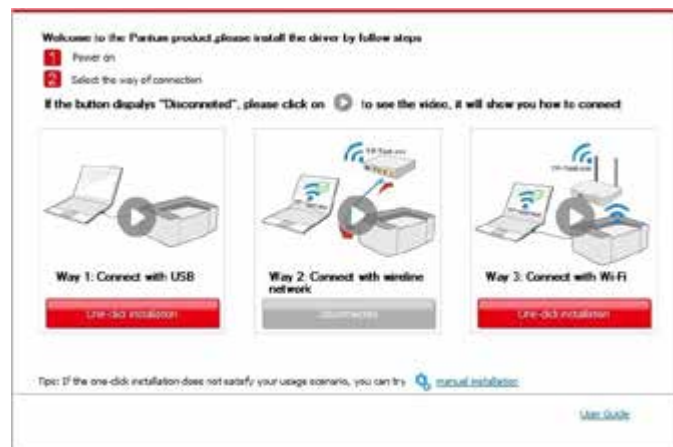 Welcome to the Pantum product,please install the driver by follow steps
1 Power on
2 Select the way of connection
If the button dispalys "Disconneted", please click on to see the video, it will show you how to connect
Way 1: Connect with USB
Way 2: Connect with wireline
network
Way 3: Connect with Wi-Fi
One-click installation
One-click installation
Tips: If the one-click installation does not satisfy your usage scenario, you can try manual installation
User Guide